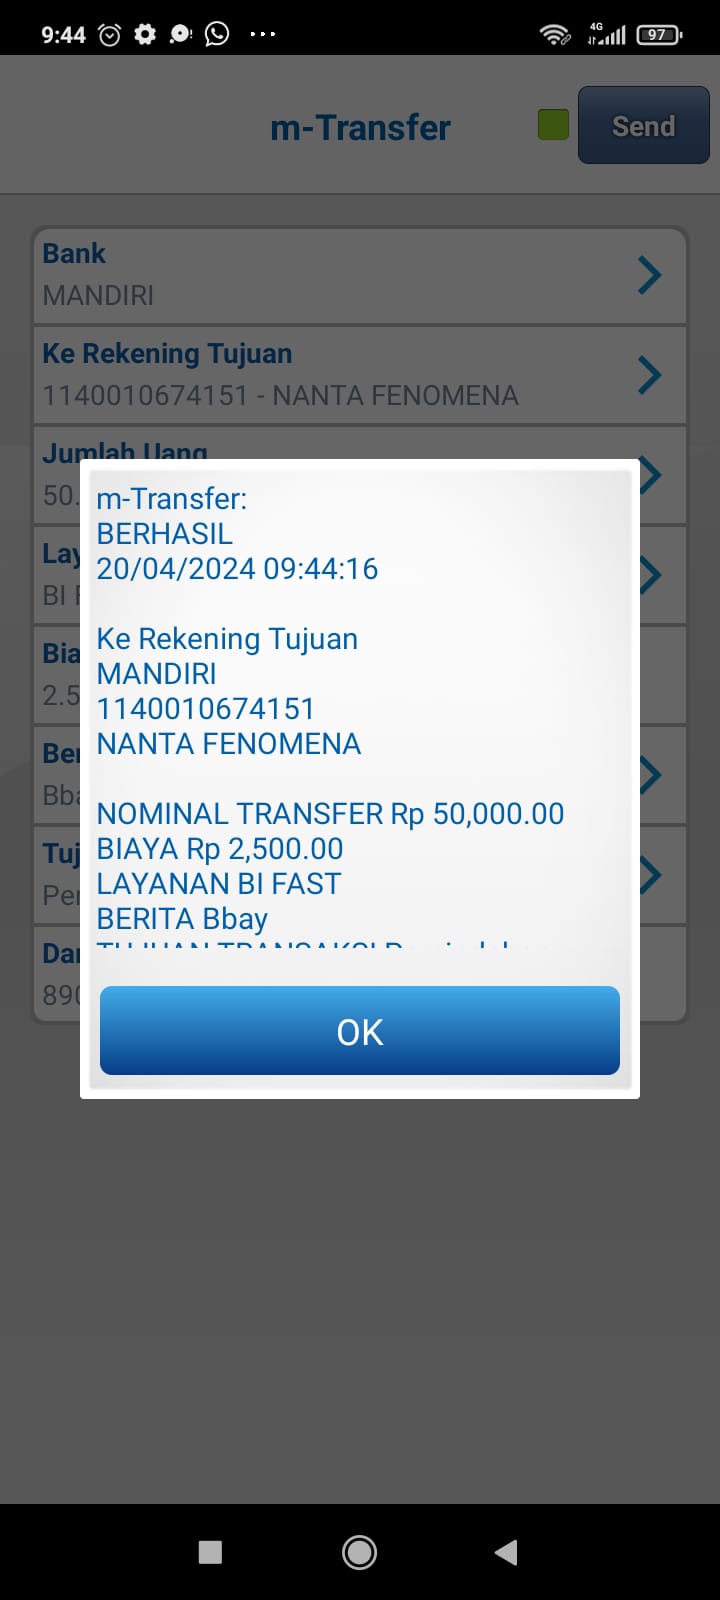 9:44
4G
97
m-Transfer
Send
Bank
MANDIRI
Ke Rekening Tujuan
1140010674151 - NANTA FENOMENA
Jumlah Uang
50.
Lay
BI F
Bia
2.5
Ber
Bba
Tuj
Per
Dar
890
m-Transfer:
BERHASIL
20/04/2024 09:44:16
Ke Rekening Tujuan
MANDIRI
1140010674151
NANTA FENOMENA
NOMINAL TRANSFER Rp 50,000.00
BIAYA Rp 2,500.00
LAYANAN BI FAST
BERITA Bbay
TUJUAN TRANSAKSI
OK